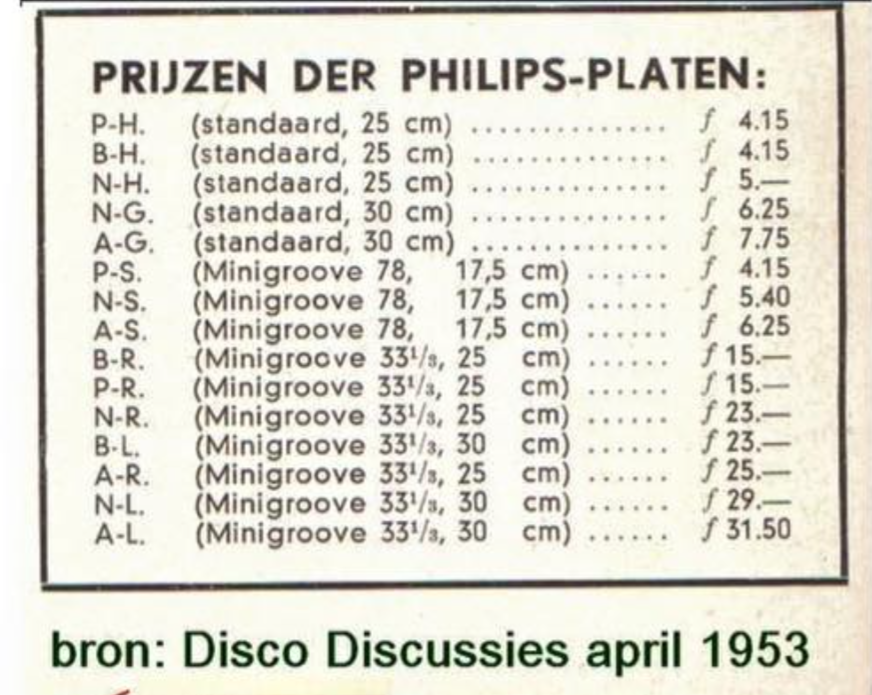 PRIJZEN DER PHILIPS-PLATEN:
P-H. (standaard, 25 cm) ............... f 4.15
B-H. (standaard, 25 cm) ............... f 4.15
N-H. (standaard, 25 cm) ............... f 5.—
N-G. (standaard, 30 cm) ............... f 6.25
A-G. (standaard, 30 cm) ............... f 7.75
P-S. (Minigroove 78, 17,5 cm) ...... f 4.15
N-S. (Minigroove 78, 17,5 cm) ...... f 5.40
A-S. (Minigroove 78, 17,5 cm) ...... f 6.25
B-R. (Minigroove 33¹/₃, 25 cm) ...... f 15.—
P-R. (Minigroove 33¹/₃, 25 cm) ...... f 15.—
N-R. (Minigroove 33¹/₃, 25 cm) ...... f 23.—
B-L. (Minigroove 33¹/₃, 30 cm) ...... f 23.—
A-R. (Minigroove 33¹/₃, 25 cm) ...... f 25.—
N-L. (Minigroove 33¹/₃, 30 cm) ...... f 29.—
A-L. (Minigroove 33¹/₃, 30 cm) ...... f 31.50
bron: Disco Discussies april 1953